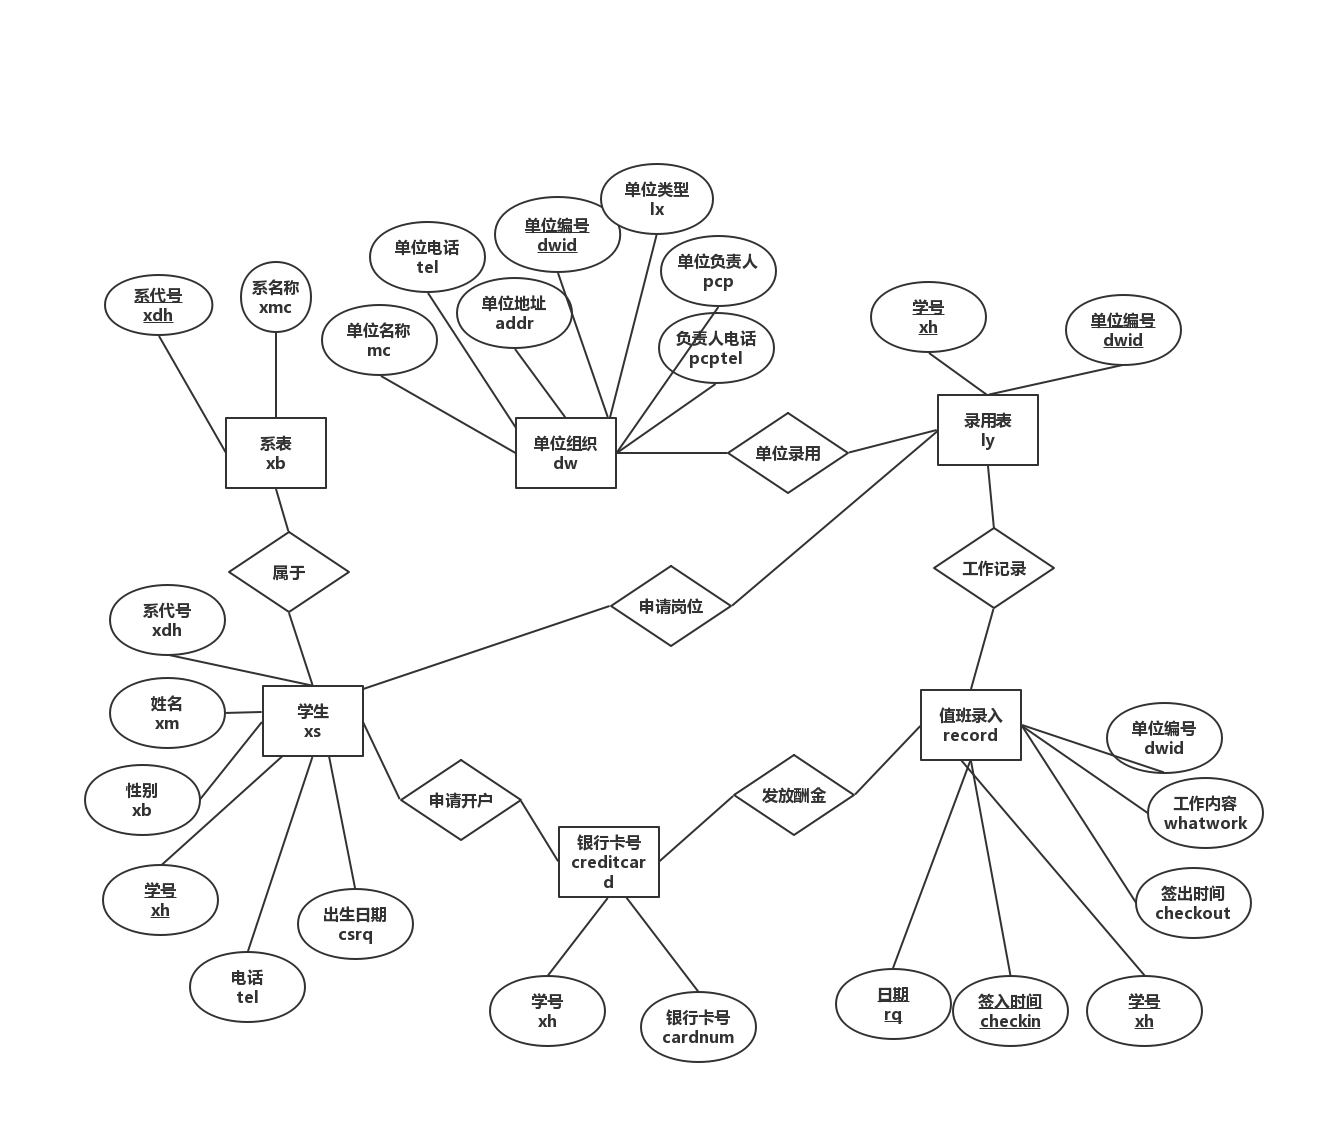 单位类型
lx
单位编号
dwid
单位电话
tel
单位负责人
pcp
系代号
xdh
系名称
xmc
单位地址
addr
单位名称
mc
负责人电话
pcptel
学号
xh
单位编号
dwid
系表
xb
单位组织
dw
单位录用
录用表
ly
属于
工作记录
申请岗位
系代号
xdh
姓名
xm
学生
xs
值班录入
record
单位编号
dwid
性别
xb
申请开户
发放酬金
工作内容
whatwork
银行卡号
creditcar
d
学号
xh
出生日期
csrq
签出时间
checkout
电话
tel
学号
xh
银行卡号
cardnum
日期
rq
签入时间
checkin
学号
xh